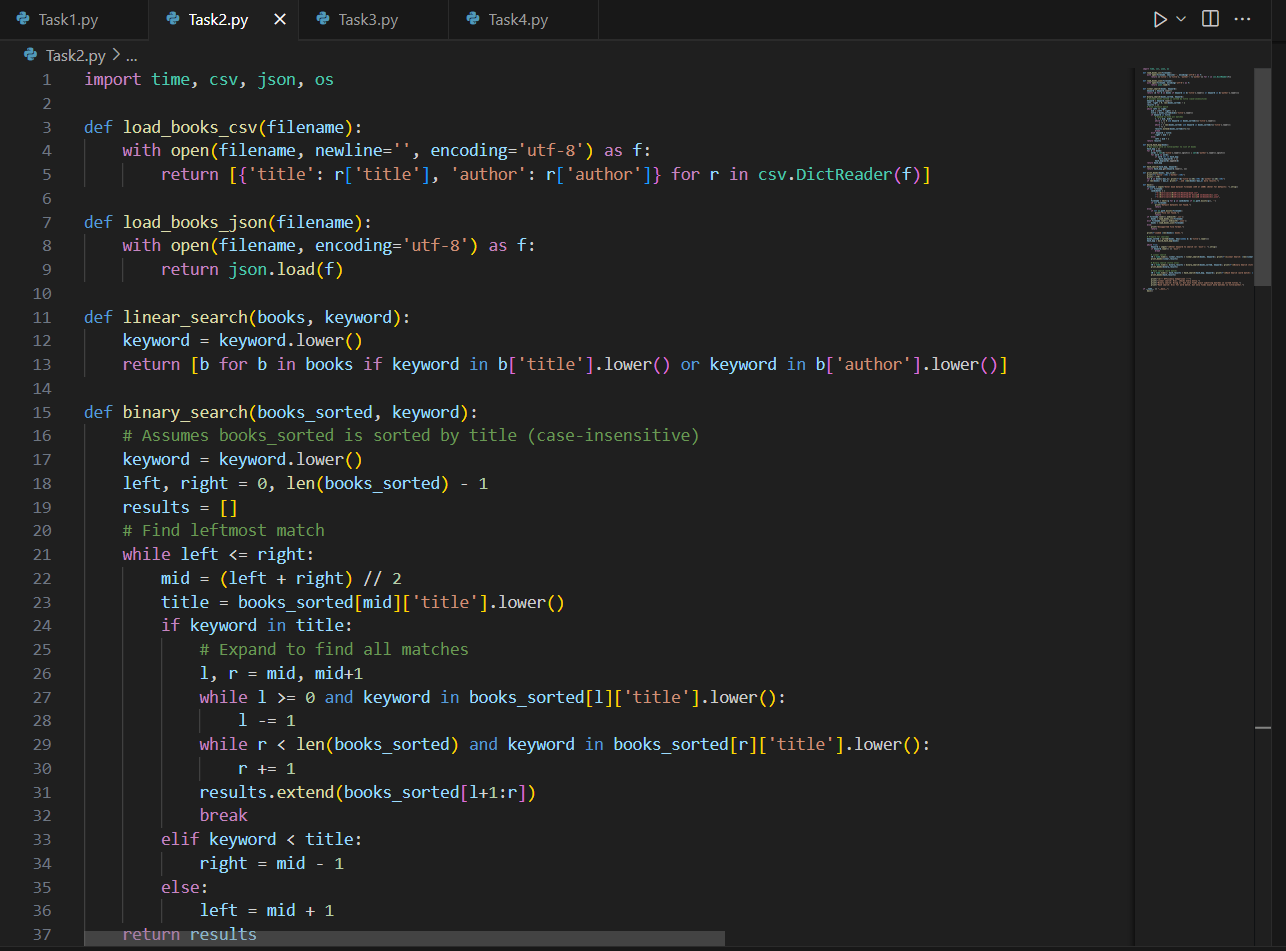 Task1.py
Task2.py
Task3.py
Task4.py
Task2.py > ...
1 import time, csv, json, os
2
3 def load_books_csv(filename):
4     with open(filename, newline='', encoding='utf-8') as f:
5         return [{'title': r['title'], 'author': r['author']} for r in csv.DictReader(f)]
6
7 def load_books_json(filename):
8     with open(filename, encoding='utf-8') as f:
9         return json.load(f)
10
11 def linear_search(books, keyword):
12     keyword = keyword.lower()
13     return [b for b in books if keyword in b['title'].lower() or keyword in b['author'].lower()]
14
15 def binary_search(books_sorted, keyword):
16     # Assumes books_sorted is sorted by title (case-insensitive)
17     keyword = keyword.lower()
18     left, right = 0, len(books_sorted) - 1
19     results = []
20     # Find leftmost match
21     while left <= right:
22         mid = (left + right) // 2
23         title = books_sorted[mid]['title'].lower()
24         if keyword in title:
25             # Expand to find all matches
26             l, r = mid, mid+1
27             while l >= 0 and keyword in books_sorted[l]['title'].lower():
28                 l -= 1
29             while r < len(books_sorted) and keyword in books_sorted[r]['title'].lower():
30                 r += 1
31             results.extend(books_sorted[l+1:r])
32             break
33         elif keyword < title:
34             right = mid - 1
35         else:
36             left = mid + 1
37     return results